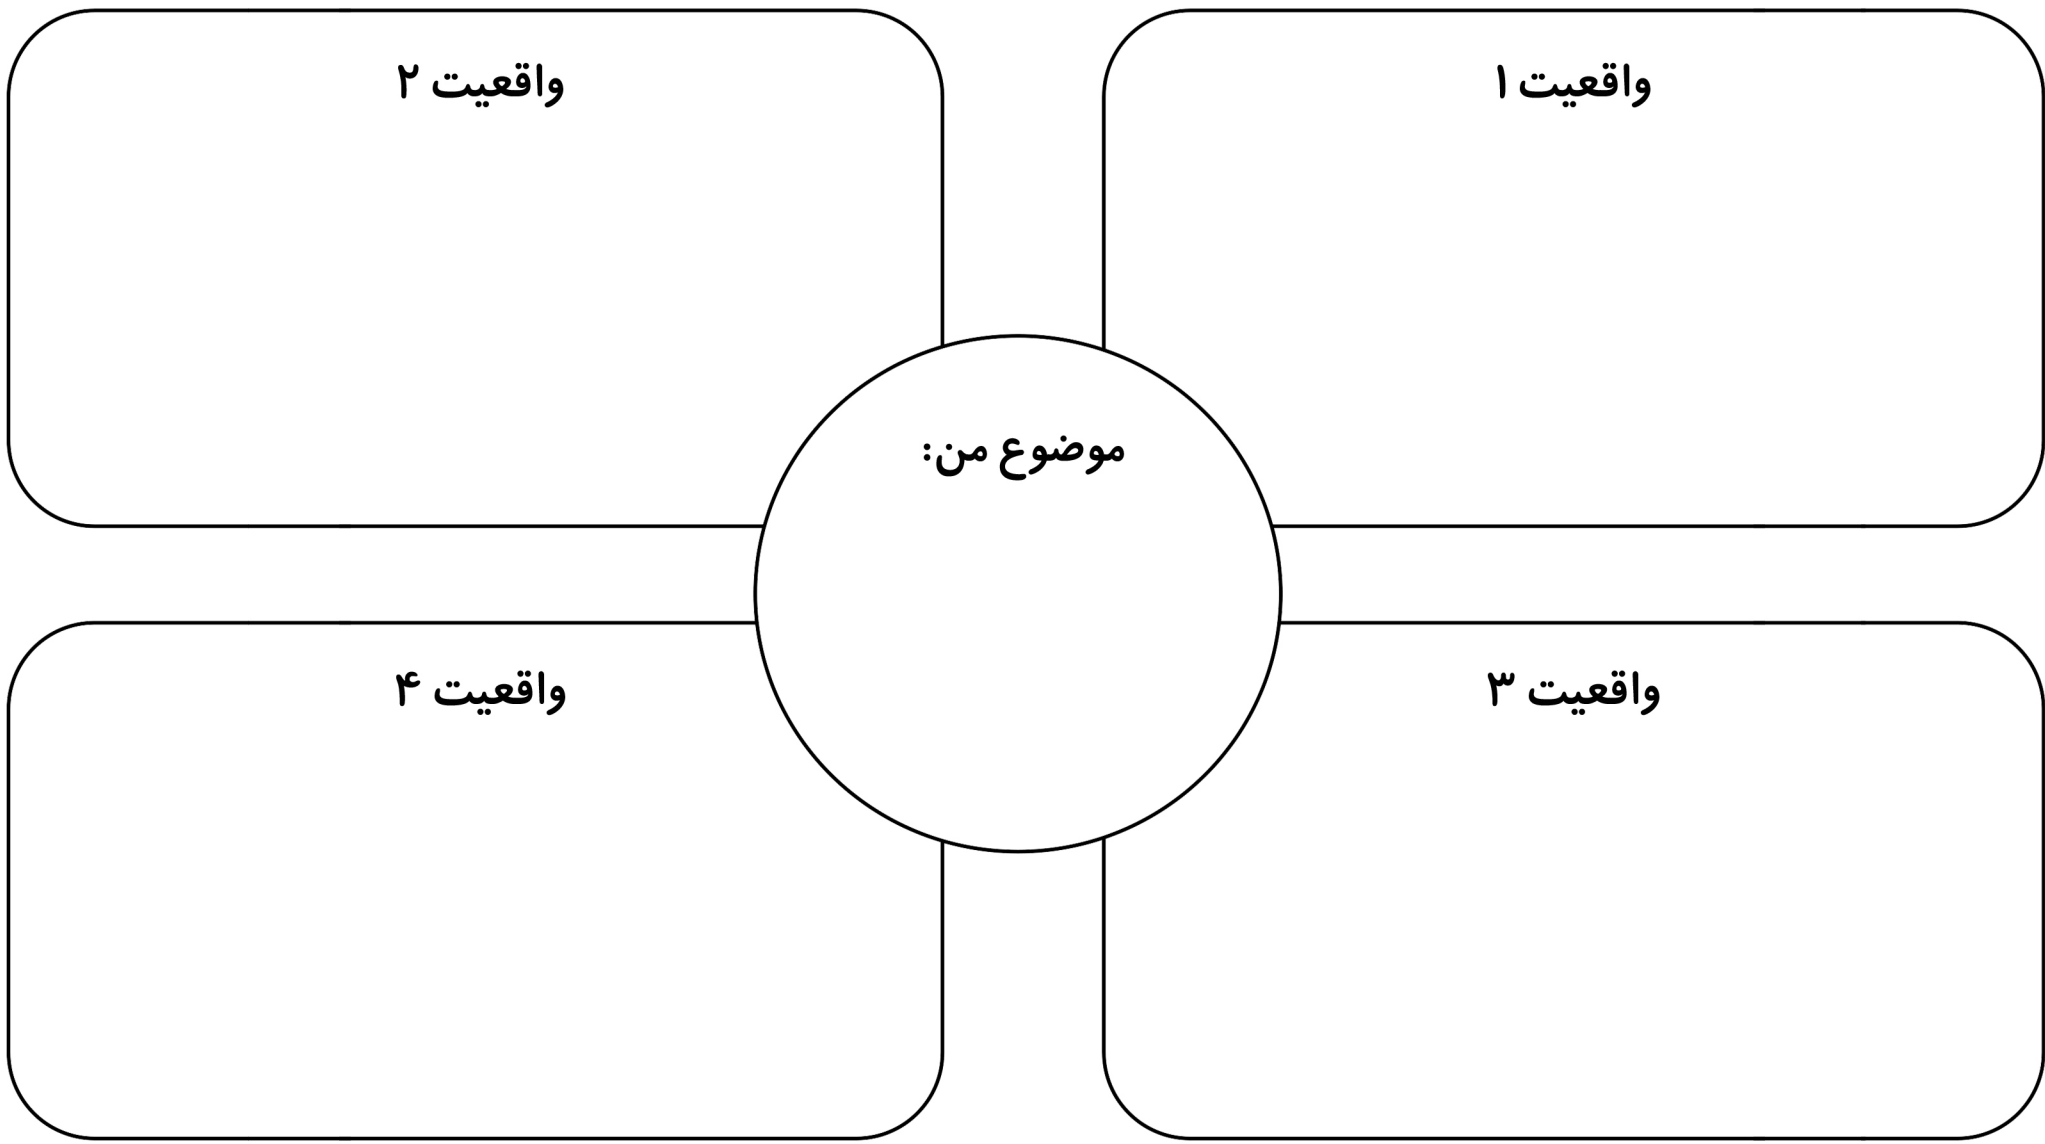 واقعیت ۱
واقعیت ۲
موضوع من:
واقعیت ۳
واقعیت ۴